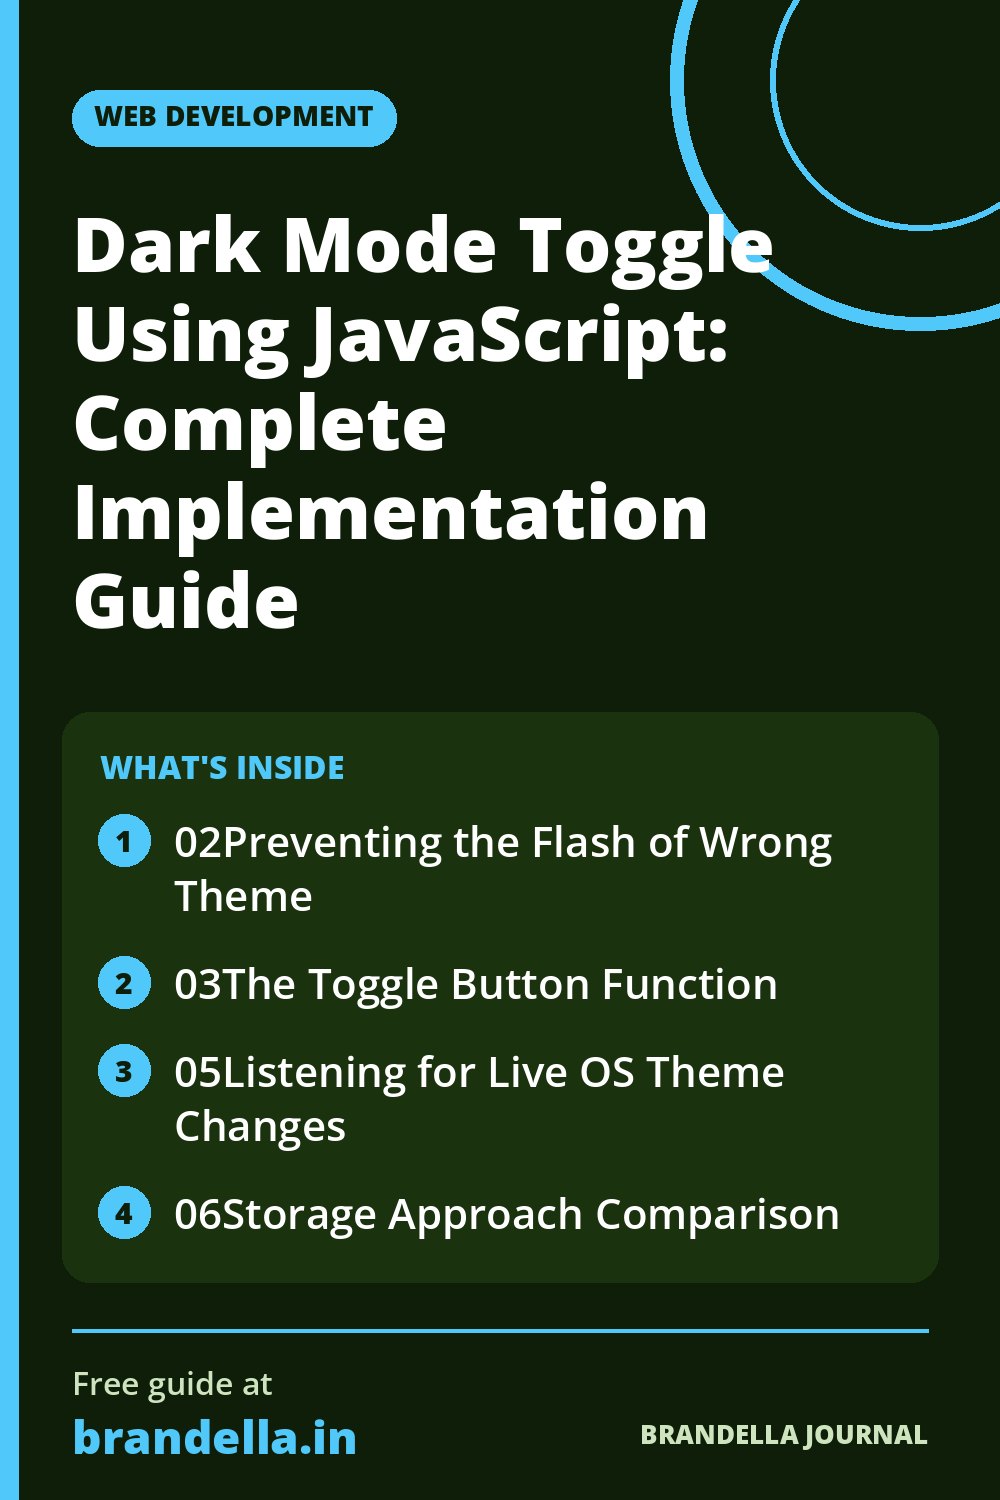 WEB DEVELOPMENT
Dark Mode Toggle
Using JavaScript:
Complete
Implementation
Guide
WHAT'S INSIDE
1 02Preventing the Flash of Wrong
Theme
2 03The Toggle Button Function
3 05Listening for Live OS Theme
Changes
4 06Storage Approach Comparison
Free guide at
brandella.in
BRANDELLA JOURNAL